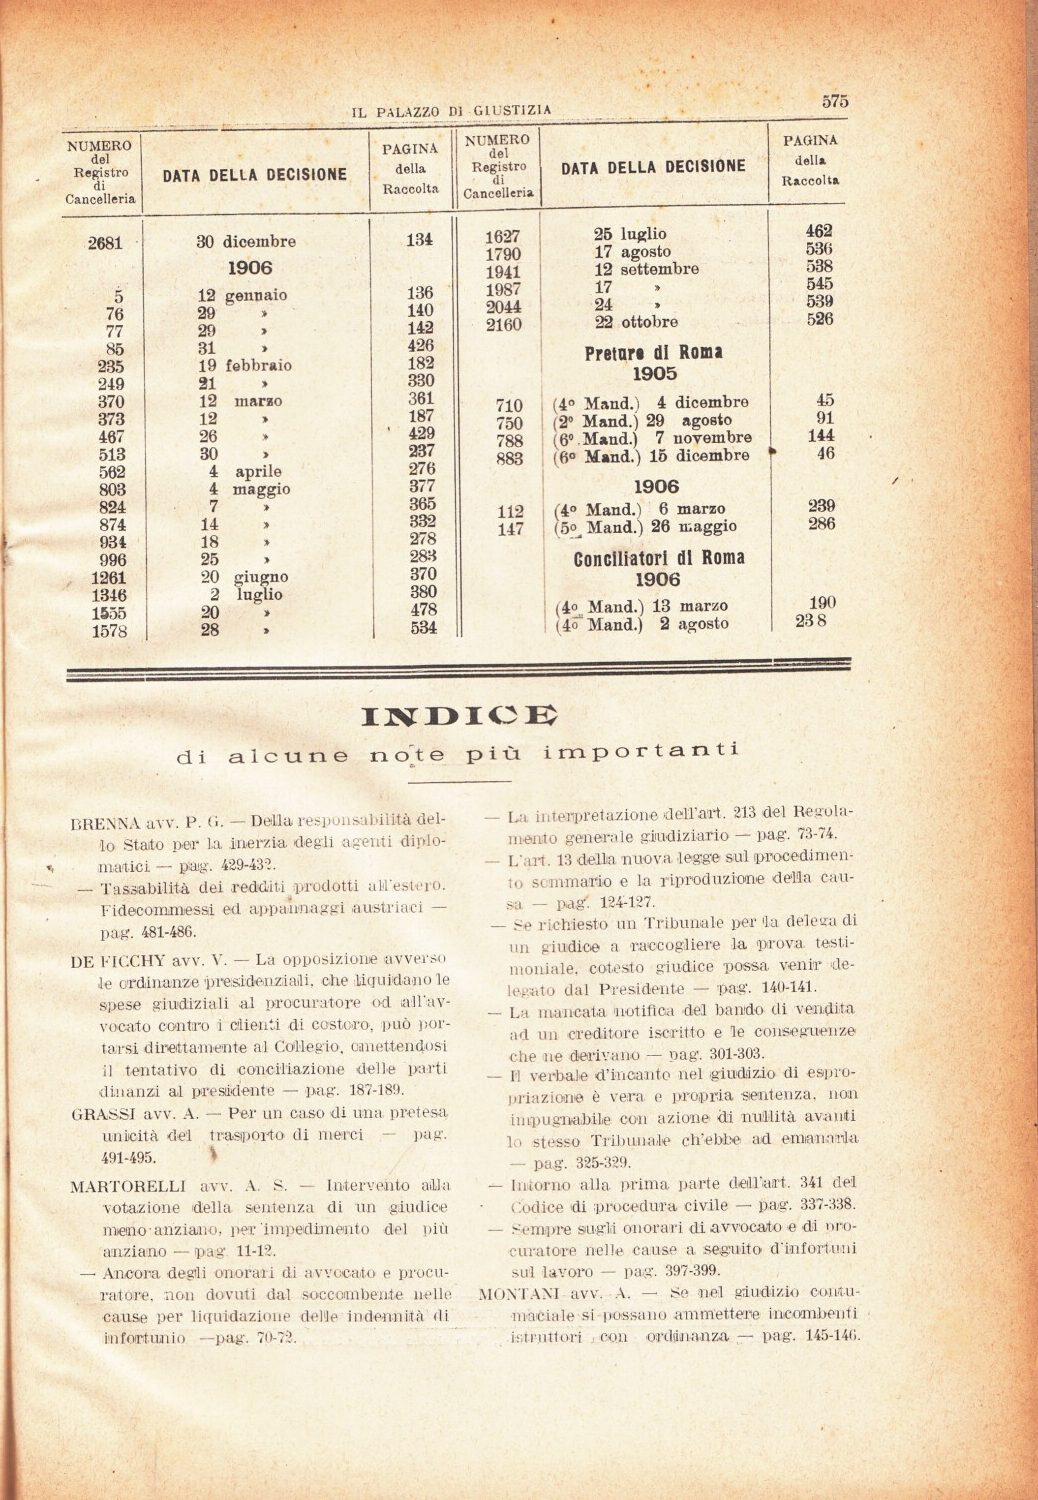 IL PALAZZO DI GIUSTIZIA
575
NUMERO
del
Registro
di
Cancelleria
DATA DELLA DECISIONE
PAGINA
della
Raccolta
2681 30 dicembre 134
1906
5 12 gennaio 136
76 29 » 140
77 29 » 142
85 31 » 426
235 19 febbraio 182
249 21 » 330
370 12 marzo 361
373 12 » 187
467 26 » 429
513 30 » 237
562 4 aprile 276
803 4 maggio 377
824 7 » 365
874 14 » 332
934 18 » 278
996 25 » 283
1261 20 giugno 370
1346 2 luglio 380
1555 20 » 478
1578 28 » 534
NUMERO
del
Registro
di
Cancelleria
DATA DELLA DECISIONE
PAGINA
della
Raccolta
1627 25 luglio 462
1790 17 agosto 536
1941 12 settembre 538
1987 17 » 545
2044 24 » 539
2160 22 ottobre 526
Preture di Roma
1905
710 (4º Mand.) 4 dicembre 45
750 (2º Mand.) 29 agosto 91
788 (6º Mand.) 7 novembre 144
883 (6º Mand.) 15 dicembre 46
1906
112 (4º Mand.) 6 marzo 239
147 (5º Mand.) 26 maggio 286
Conciliatori di Roma
1906
(4º Mand.) 13 marzo 190
(4º Mand.) 2 agosto 238
INDICE
di alcune note più importanti
BRENNA avv. P. G. — Della responsabilità del-
lo Stato per la inerzia degli agenti diplo-
matici — pag. 429-432.
— Tassabilità dei redditi prodotti all'estero.
Fidecommessi ed appannaggi austriaci —
pag. 481-486.
DE FICCHY avv. V. — La opposizione avverso
le ordinanze presidenziali, che liquidano le
spese giudiziali al procuratore od all'av-
vocato contro i clienti di costoro, può por-
tarsi direttamente al Collegio, omettendosi
il tentativo di conciliazione delle parti
dinanzi al presidente — pag. 187-189.
GRASSI avv. A. — Per un caso di una pretesa
unicità del trasporto di merci — pag.
491-495.
MARTORELLI avv. A. S. — Intervento alla
votazione della sentenza di un giudice
meno anziano, per impedimento del più
anziano — pag. 11-12.
— Ancora degli onorari di avvocato e procu-
ratore, non dovuti dal soccombente nelle
cause per liquidazione delle indennità di
infortunio —pag. 70-72.
— La interpretazione dell'art. 213 del Regola-
mento generale giudiziario — pag. 73-74.
— L'art. 13 della nuova legge sul procedimen-
to sommario e la riproduzione della cau-
sa — pag. 124-127.
— Se richiesto un Tribunale per la delega di
un giudice a raccogliere la prova testi-
moniale, cotesto giudice possa venir de-
legato dal Presidente — pag. 140-141.
— La mancata notifica del bando di vendita
ad un creditore iscritto e le conseguenze
che ne derivano — pag. 301-303.
— Il verbale d'incanto nel giudizio di espro-
priazione è vera e propria sentenza, non
impugnabile con azione di nullità avanti
lo stesso Tribunale ch'ebbe ad emanarla
— pag. 325-329.
— Intorno alla prima parte dell'art. 341 del
Codice di procedura civile — pag. 337-338.
— Sempre sugli onorari di avvocato e di pro-
curatore nelle cause a seguito d'infortuni
sul lavoro — pag. 397-399.
MONTANI avv. A. — Se nel giudizio contu-
maciale si possano ammettere incombenti
istruttori con ordinanza — pag. 145-146.